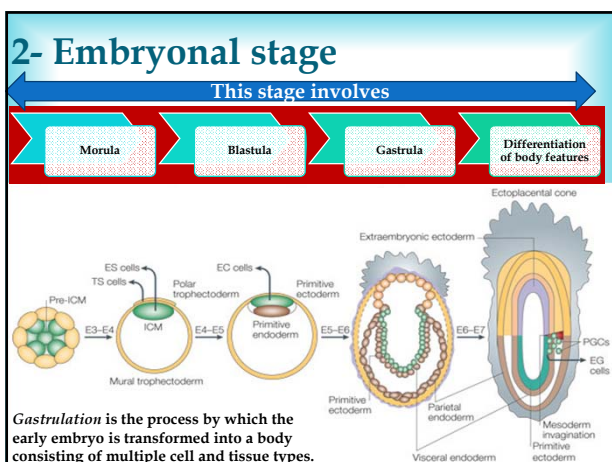 2- Embryonal stage
This stage involves
Morula
Blastula
Gastrula
Differentiation
of body features
Ectoplacental cone
Extraembryonic ectoderm
ES cells
TS cells
Polar
trophectoderm
EC cells
Primitive
ectoderm
Pre-ICM
ICM
Primitive
endoderm
E3–E4
E4–E5
E5–E6
E6–E7
PGCs
EG
cells
Mural trophectoderm
Primitive
ectoderm
Parietal
endoderm
Mesoderm
invagination
Visceral endoderm
Primitive
ectoderm
Gastrulation is the process by which the
early embryo is transformed into a body
consisting of multiple cell and tissue types.